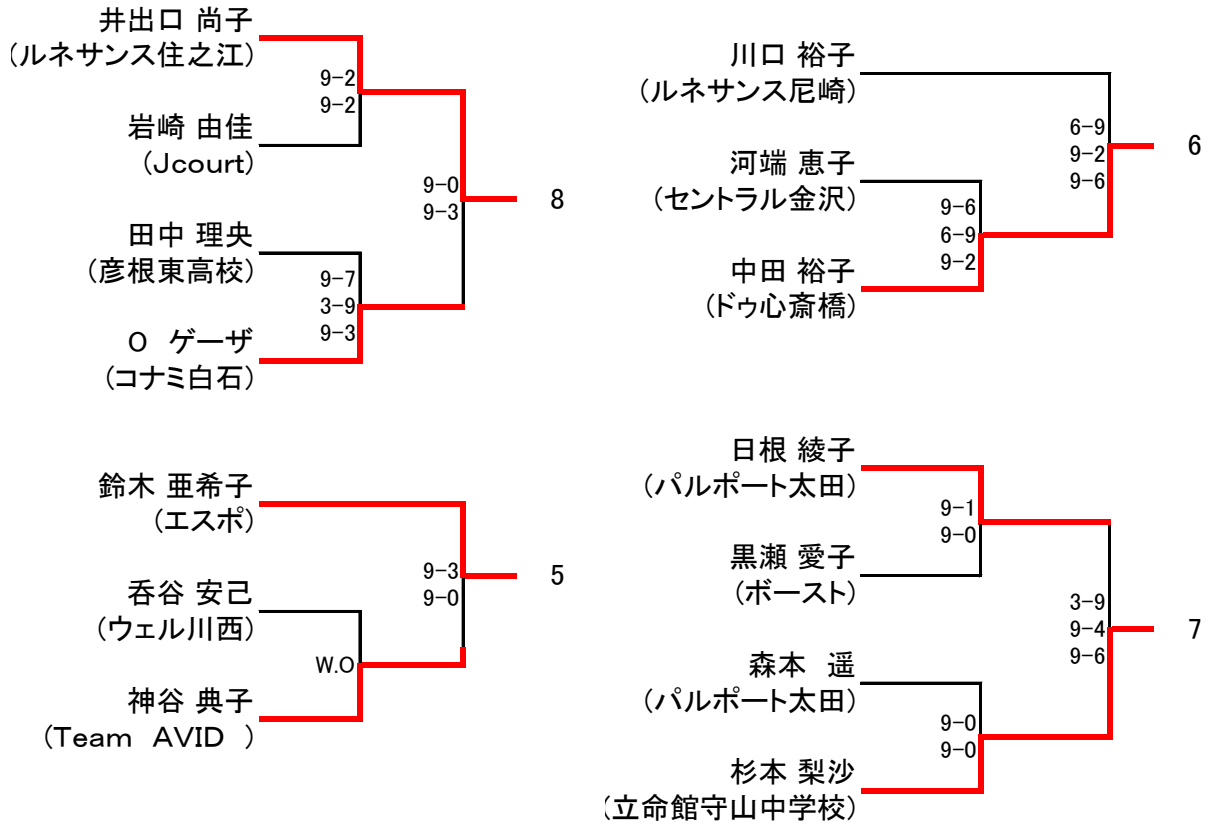 井出口 尚子
(ルネサンス住之江)
9-2
9-2
岩崎 由佳
(Jcourt)
9-0
9-3
8
田中 理央
(彦根東高校)
9-7
3-9
9-3
O ゲーザ
(コナミ白石)
川口 裕子
(ルネサンス尼崎)
6-9
9-2
9-6
6
河端 恵子
(セントラル金沢)
9-6
6-9
9-2
中田 裕子
(ドゥ心斎橋)
鈴木 亜希子
(エスポ)
9-3
9-0
5
呑谷 安己
(ウェル川西)
W.O
神谷 典子
(Team AVID )
日根 綾子
(パルポート太田)
9-1
9-0
黒瀬 愛子
(ボースト)
3-9
9-4
9-6
7
森本 遥
(パルポート太田)
9-0
9-0
杉本 梨沙
(立命館守山中学校)